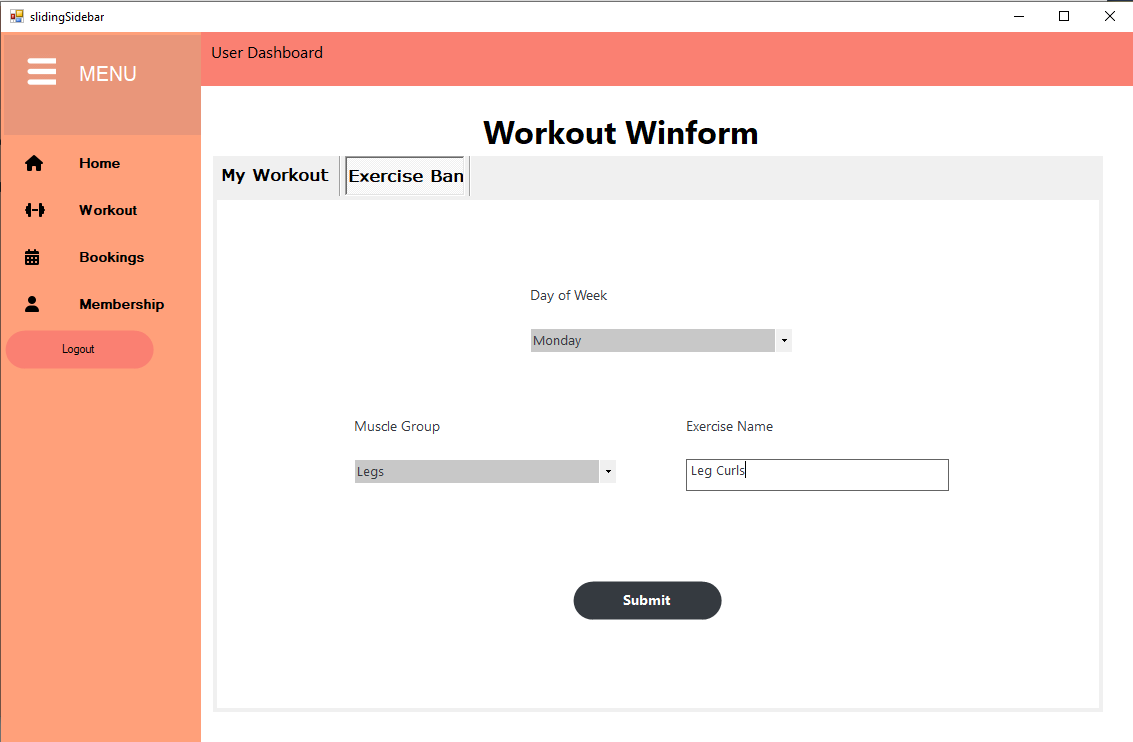 slidingSidebar
MENU
User Dashboard
Home
Workout
Bookings
Membership
Logout
Workout Winform
My Workout
Exercise Ban
Day of Week
Monday
Muscle Group
Exercise Name
Legs
Leg Curls
Submit